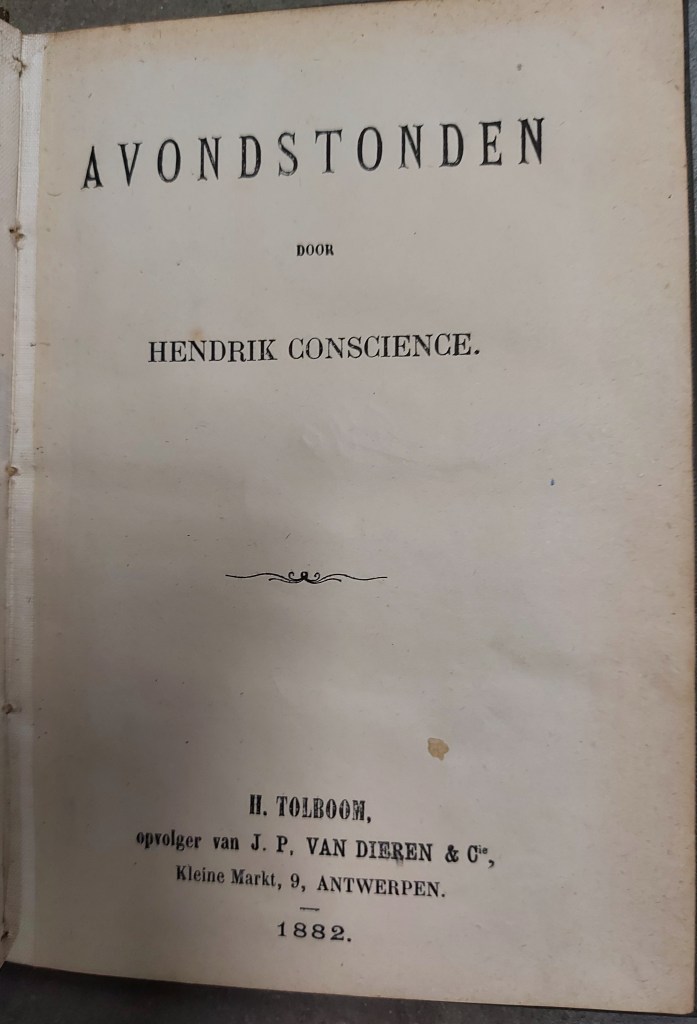 AVONDSTONDEN
DOOR
HENDRIK CONSCIENCE.
H. TOLBOOM,
opvolger van J. P. VAN DIEREN & Cie,
Kleine Markt, 9, ANTWERPEN.
1882.